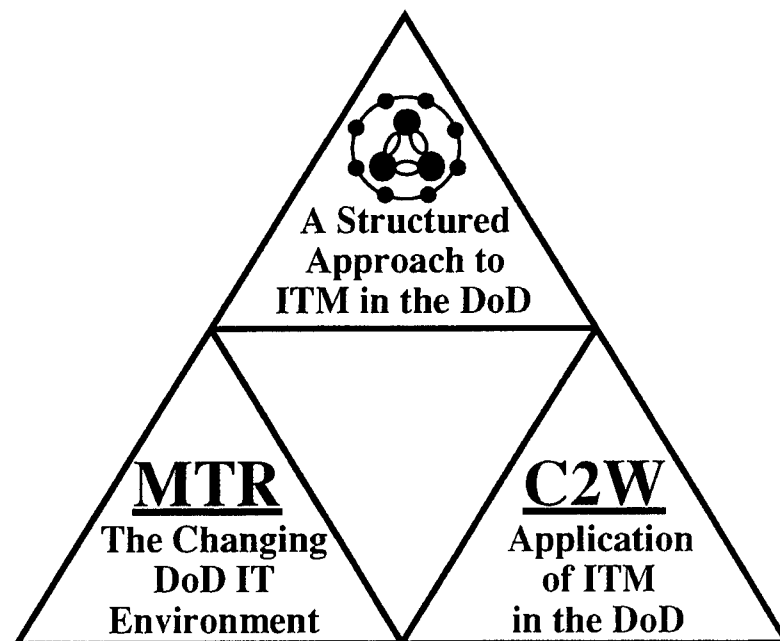 A Structured
Approach to
ITM in the DoD
MTR
The Changing
DoD IT
Environment
C2W
Application
of ITM
in the DoD